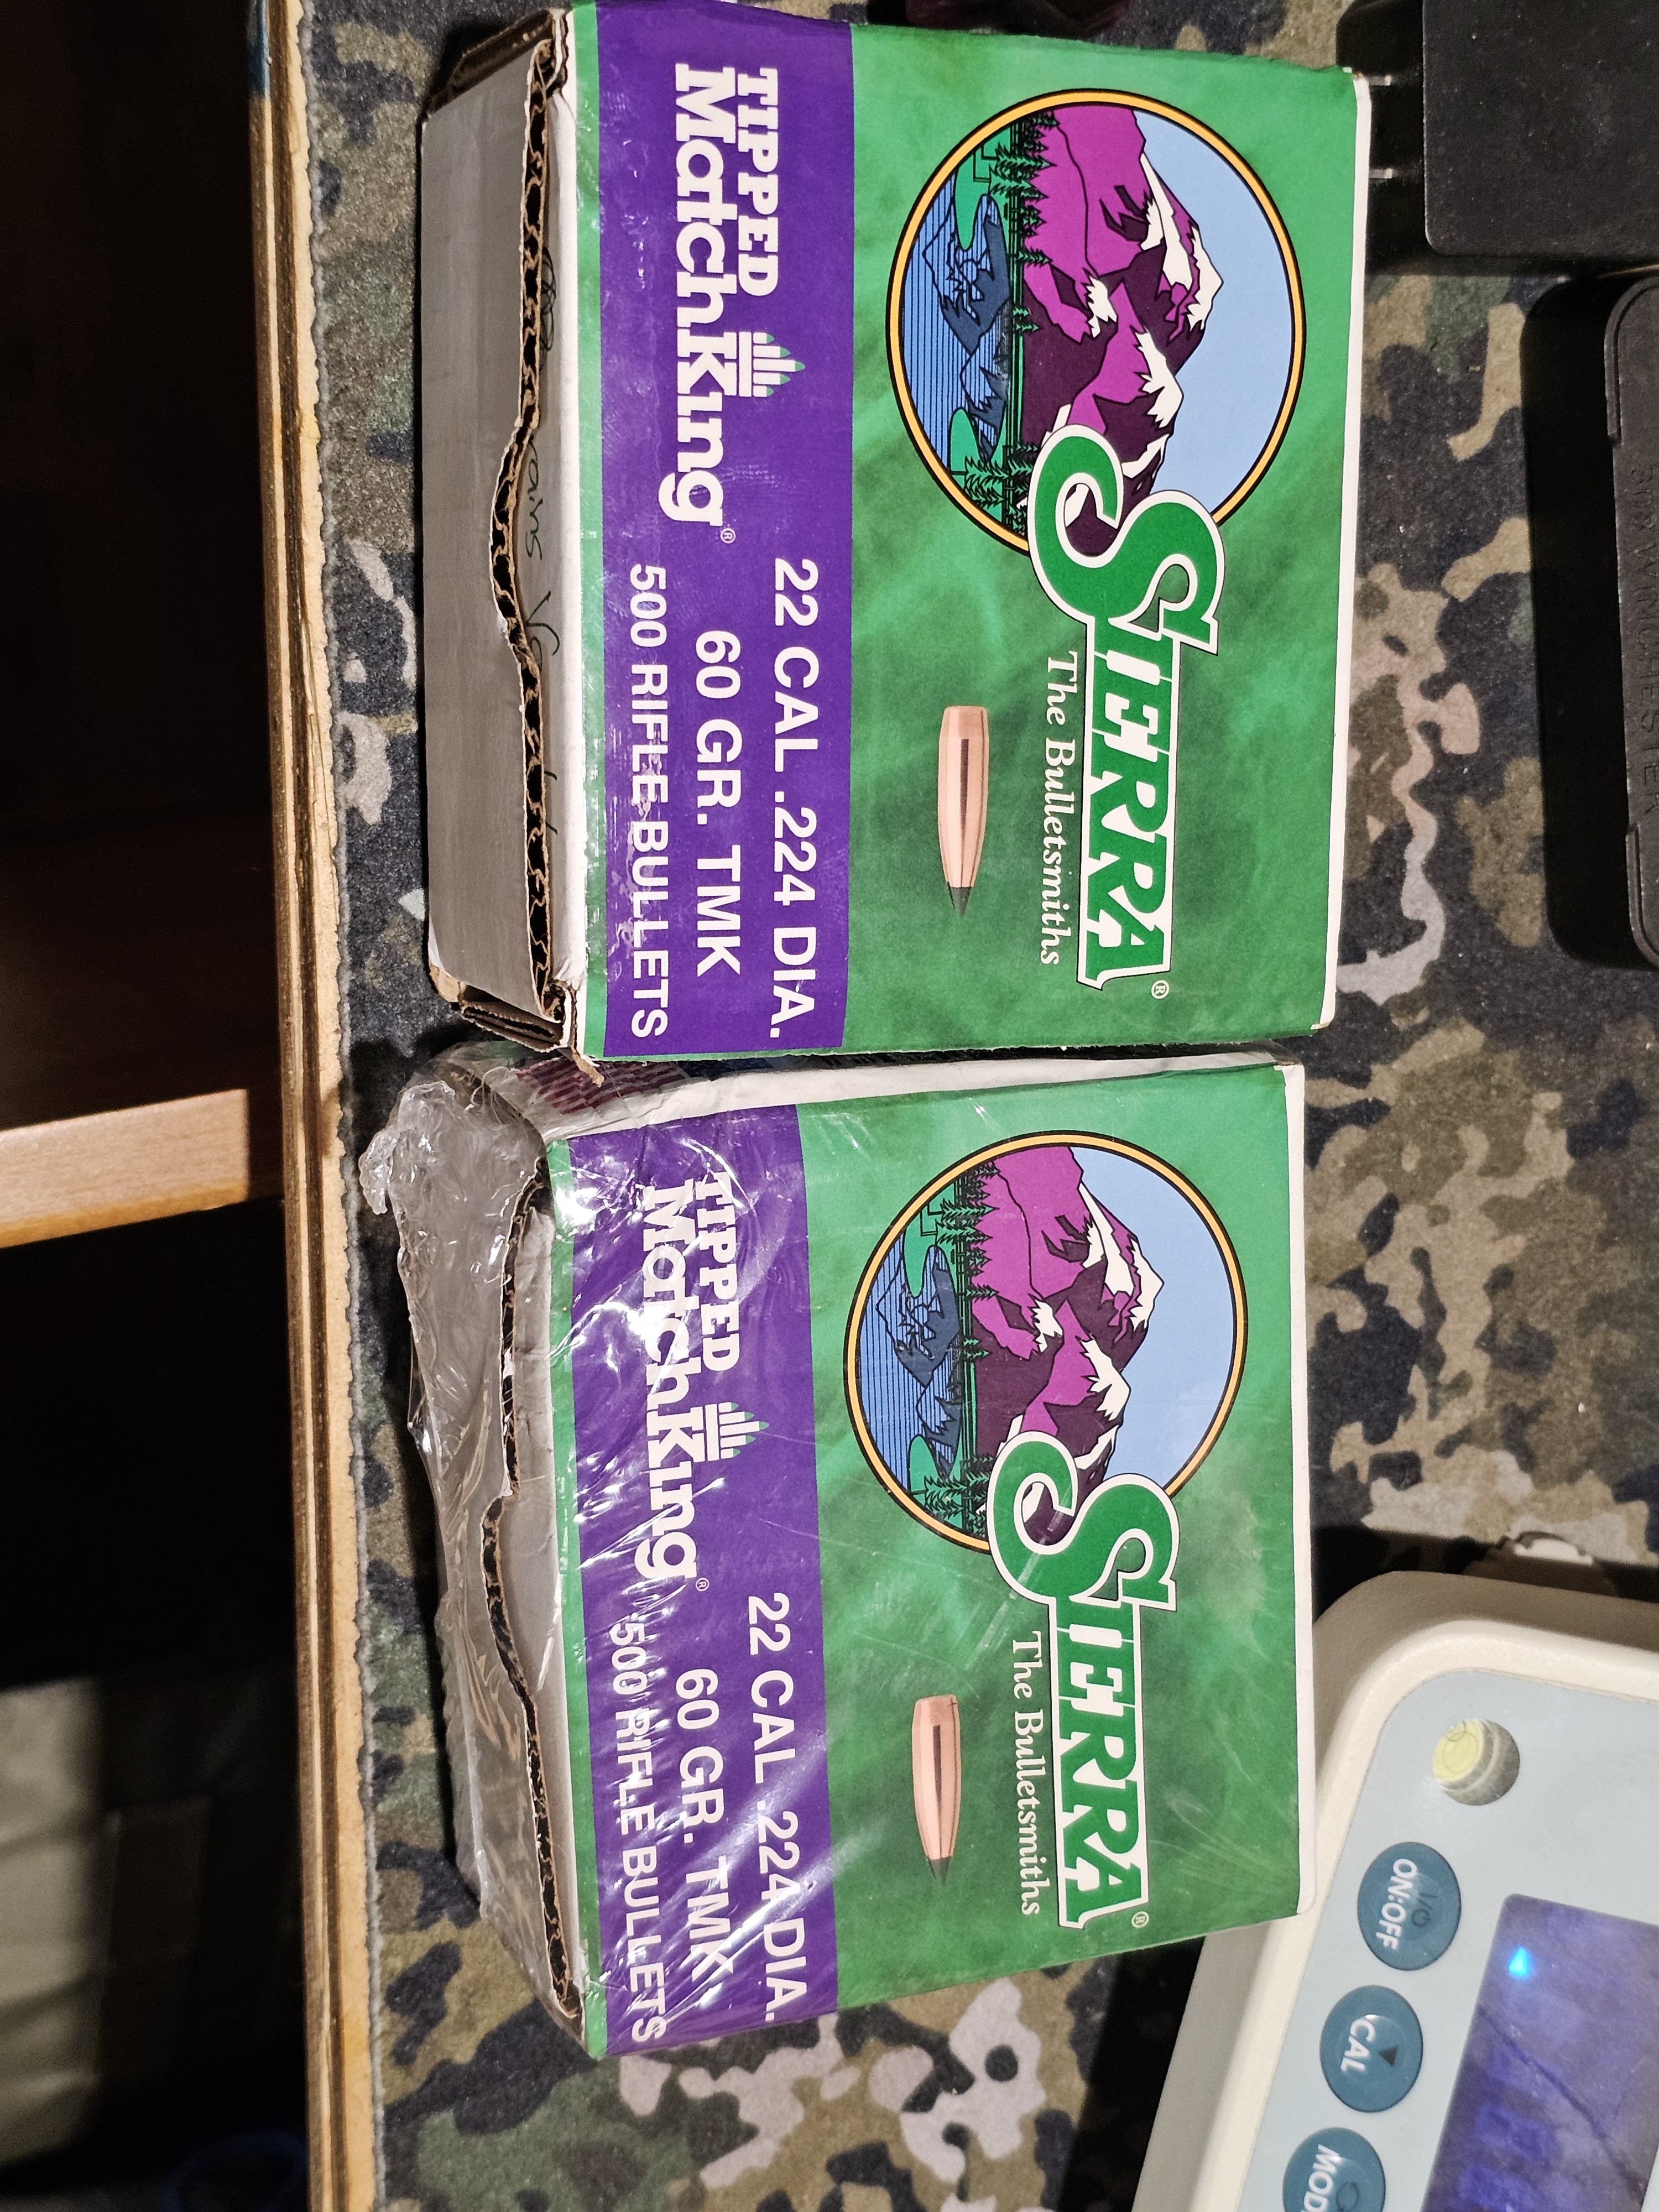 SIERRA®
The Bulletsmiths
TIPPED
MatchKing®
22 CAL .224 DIA.
60 GR. TMK
500 RIFLE BULLETS
SIERRA®
The Bulletsmiths
TIPPED
MatchKing®
22 CAL .224 DIA.
60 GR. TMK
500 RIFLE BULLETS
WINCHESTER
I/O
ON:OFF
CAL